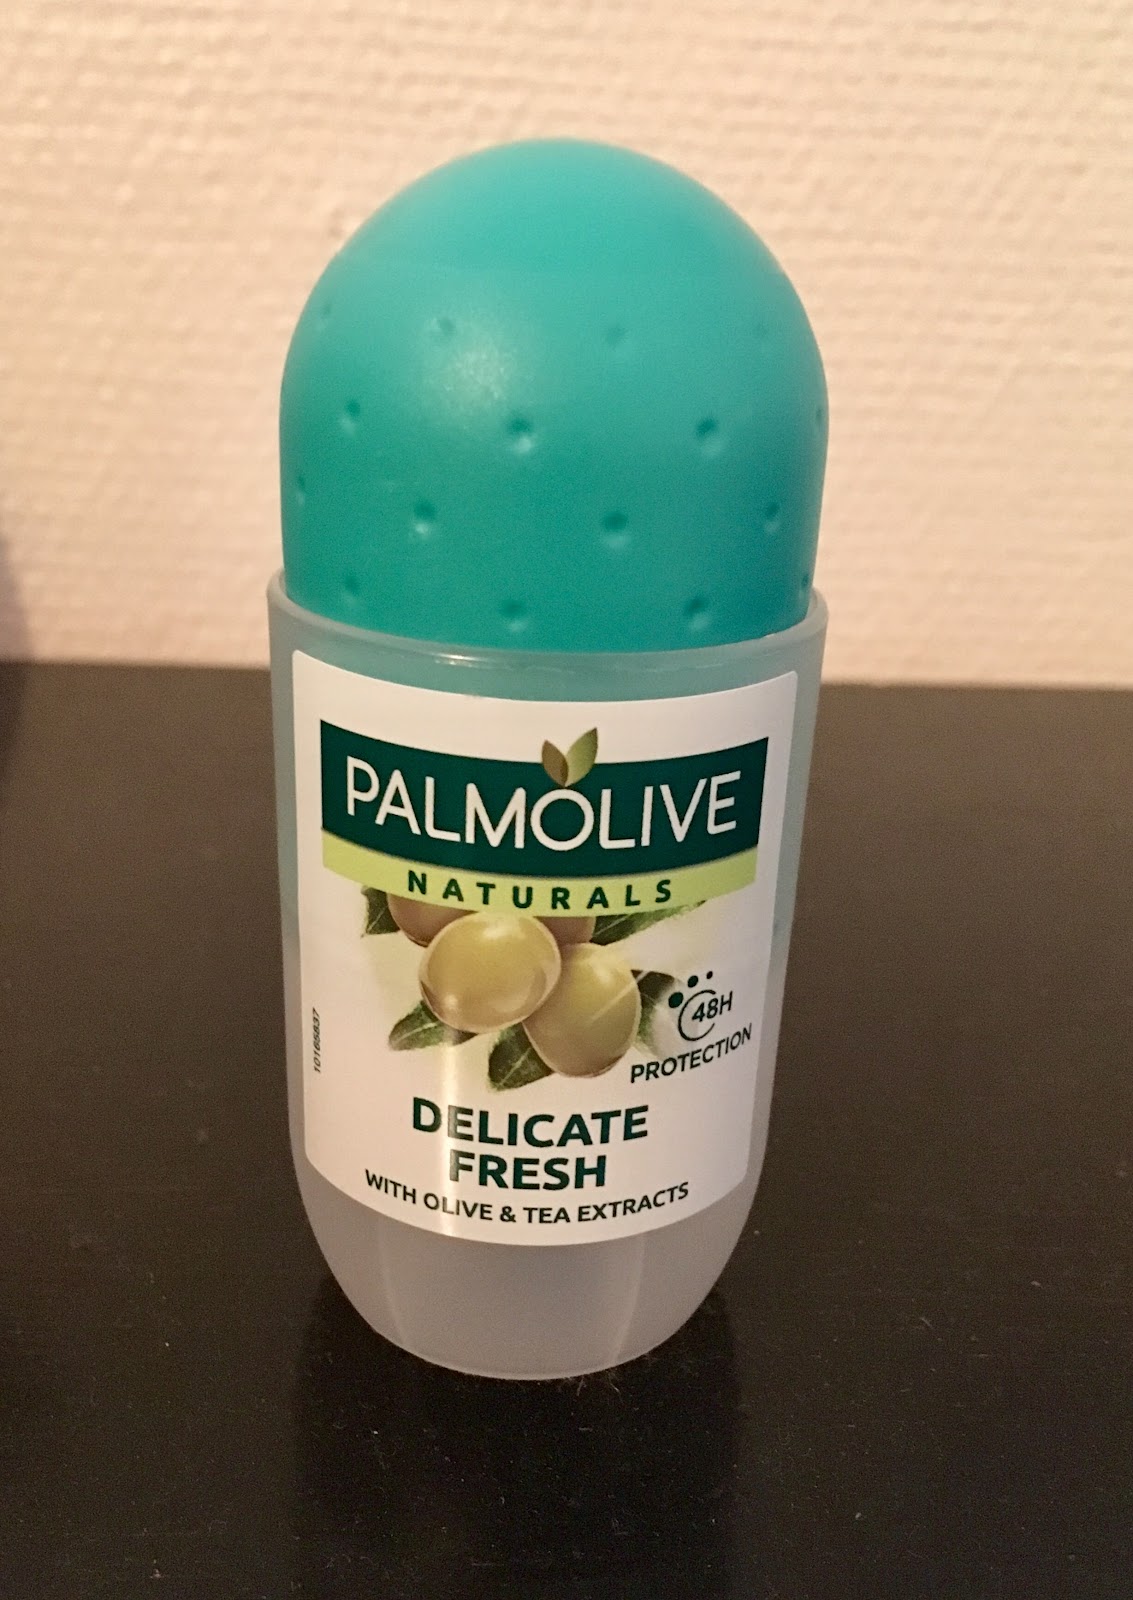 PALMOLIVE
NATURALS
48H
PROTECTION
DELICATE
FRESH
WITH OLIVE & TEA EXTRACTS